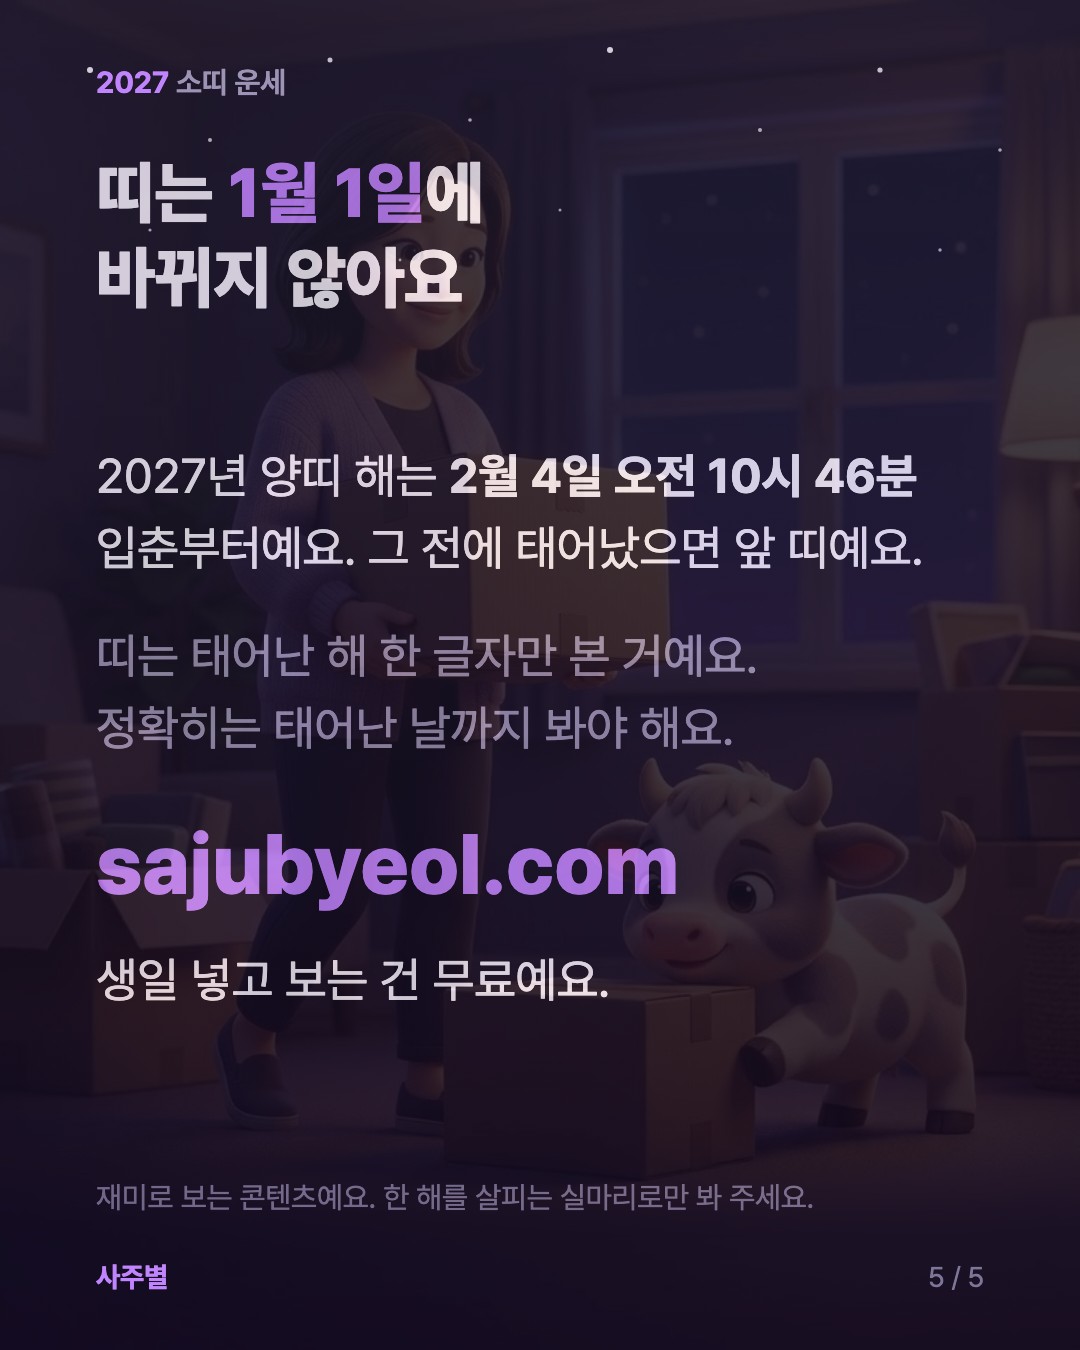 2027 소띠 운세
띠는 1월 1일에
바뀌지 않아요
2027년 양띠 해는 2월 4일 오전 10시 46분
입춘부터예요. 그 전에 태어났으면 앞 띠예요.
띠는 태어난 해 한 글자만 본 거예요.
정확히는 태어난 날까지 봐야 해요.
sajubyeol.com
생일 넣고 보는 건 무료예요.
재미로 보는 콘텐츠예요. 한 해를 살피는 실마리로만 봐 주세요.
사주별
5 / 5